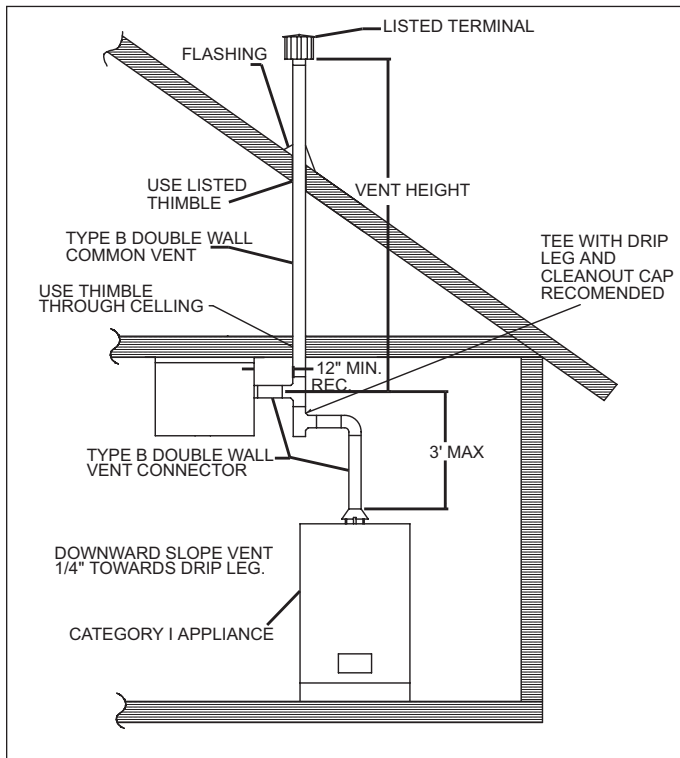 LISTED TERMINAL
FLASHING
USE LISTED
THIMBLE
VENT HEIGHT
TYPE B DOUBLE WALL
COMMON VENT
TEE WITH DRIP
LEG AND
CLEANOUT CAP
RECOMENDED
USE THIMBLE
THROUGH CELLING
12" MIN.
REC.
TYPE B DOUBLE WALL
VENT CONNECTOR
3' MAX
DOWNWARD SLOPE VENT
1/4" TOWARDS DRIP LEG.
CATEGORY I APPLIANCE